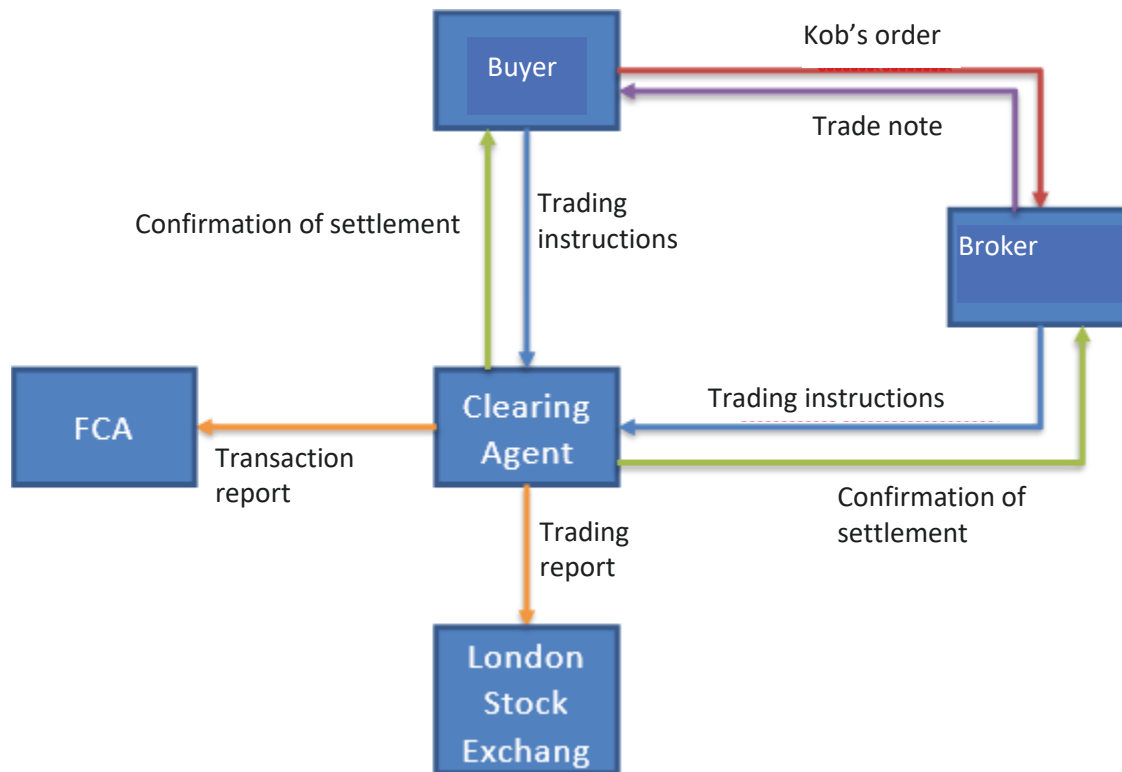 Kob’s order
Buyer
Trade note
Confirmation of settlement
Trading
instructions
Broker
FCA
Transaction
report
Clearing
Agent
Trading instructions
Confirmation of
settlement
Trading
report
London
Stock
Exchang